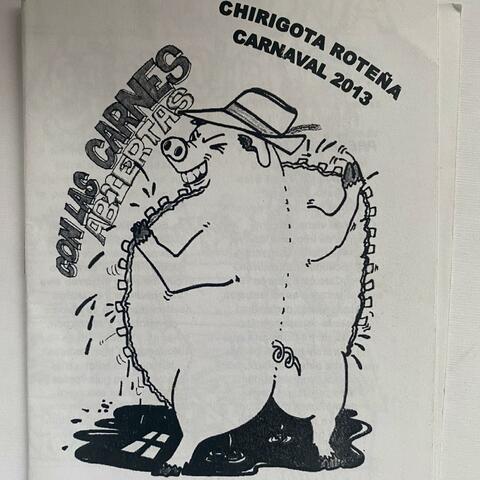 CHIRIGOTA ROTEÑA
CARNAVAL 2013
CON LAS CARNES
ABIERTAS